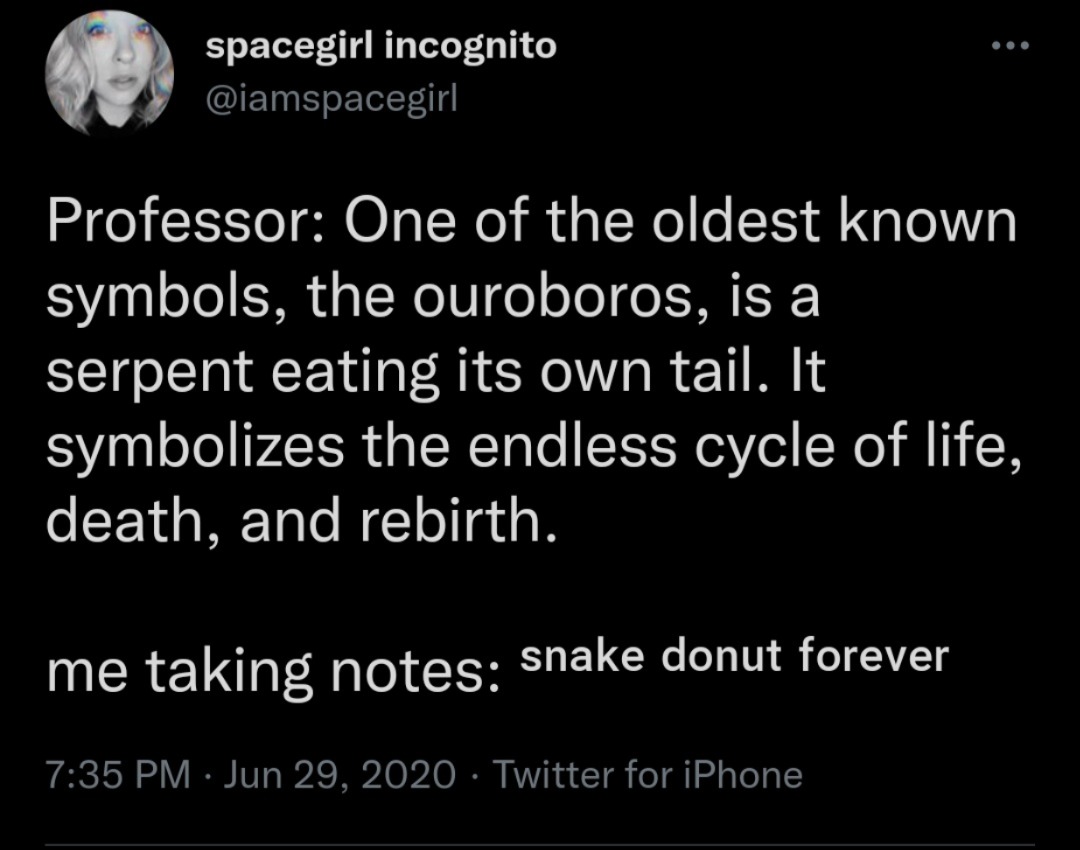 spacegirl incognito
@iamspacegirl
Professor: One of the oldest known
symbols, the ouroboros, is a
serpent eating its own tail. It
symbolizes the endless cycle of life,
death, and rebirth.
me taking notes: snake donut forever
7:35 PM · Jun 29, 2020 · Twitter for iPhone